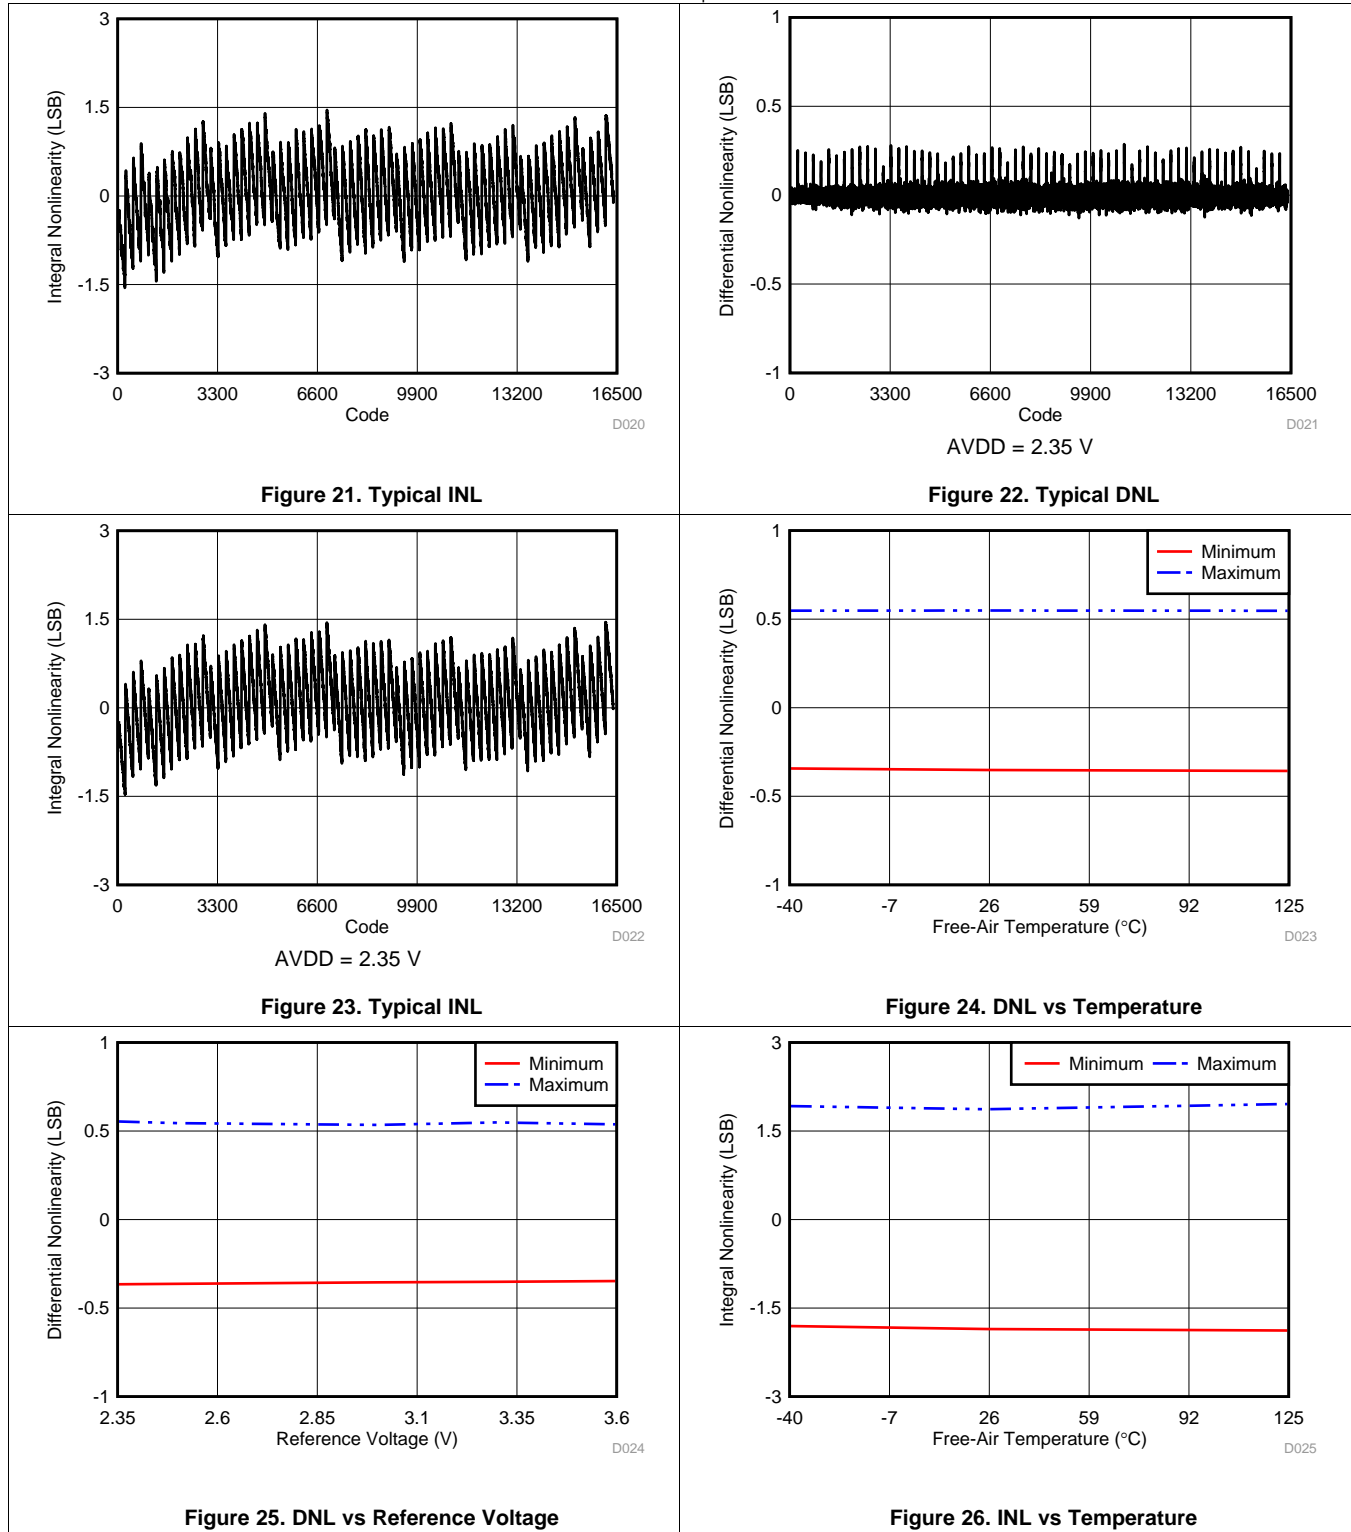 3
1.5
0
-1.5
-3
Integral Nonlinearity (LSB)
0 3300 6600 9900 13200 16500
Code
D020
Figure 21. Typical INL
1
0.5
0
-0.5
-1
Differential Nonlinearity (LSB)
0 3300 6600 9900 13200 16500
Code
D021
AVDD = 2.35 V
Figure 22. Typical DNL
3
1.5
0
-1.5
-3
Integral Nonlinearity (LSB)
0 3300 6600 9900 13200 16500
Code
D022
AVDD = 2.35 V
Figure 23. Typical INL
1
0.5
0
-0.5
-1
Differential Nonlinearity (LSB)
Minimum
Maximum
-40 -7 26 59 92 125
Free-Air Temperature (°C)
D023
Figure 24. DNL vs Temperature
1
0.5
0
-0.5
-1
Differential Nonlinearity (LSB)
Minimum
Maximum
2.35 2.6 2.85 3.1 3.35 3.6
Reference Voltage (V)
D024
Figure 25. DNL vs Reference Voltage
3
1.5
0
-1.5
-3
Integral Nonlinearity (LSB)
Minimum Maximum
-40 -7 26 59 92 125
Free-Air Temperature (°C)
D025
Figure 26. INL vs Temperature